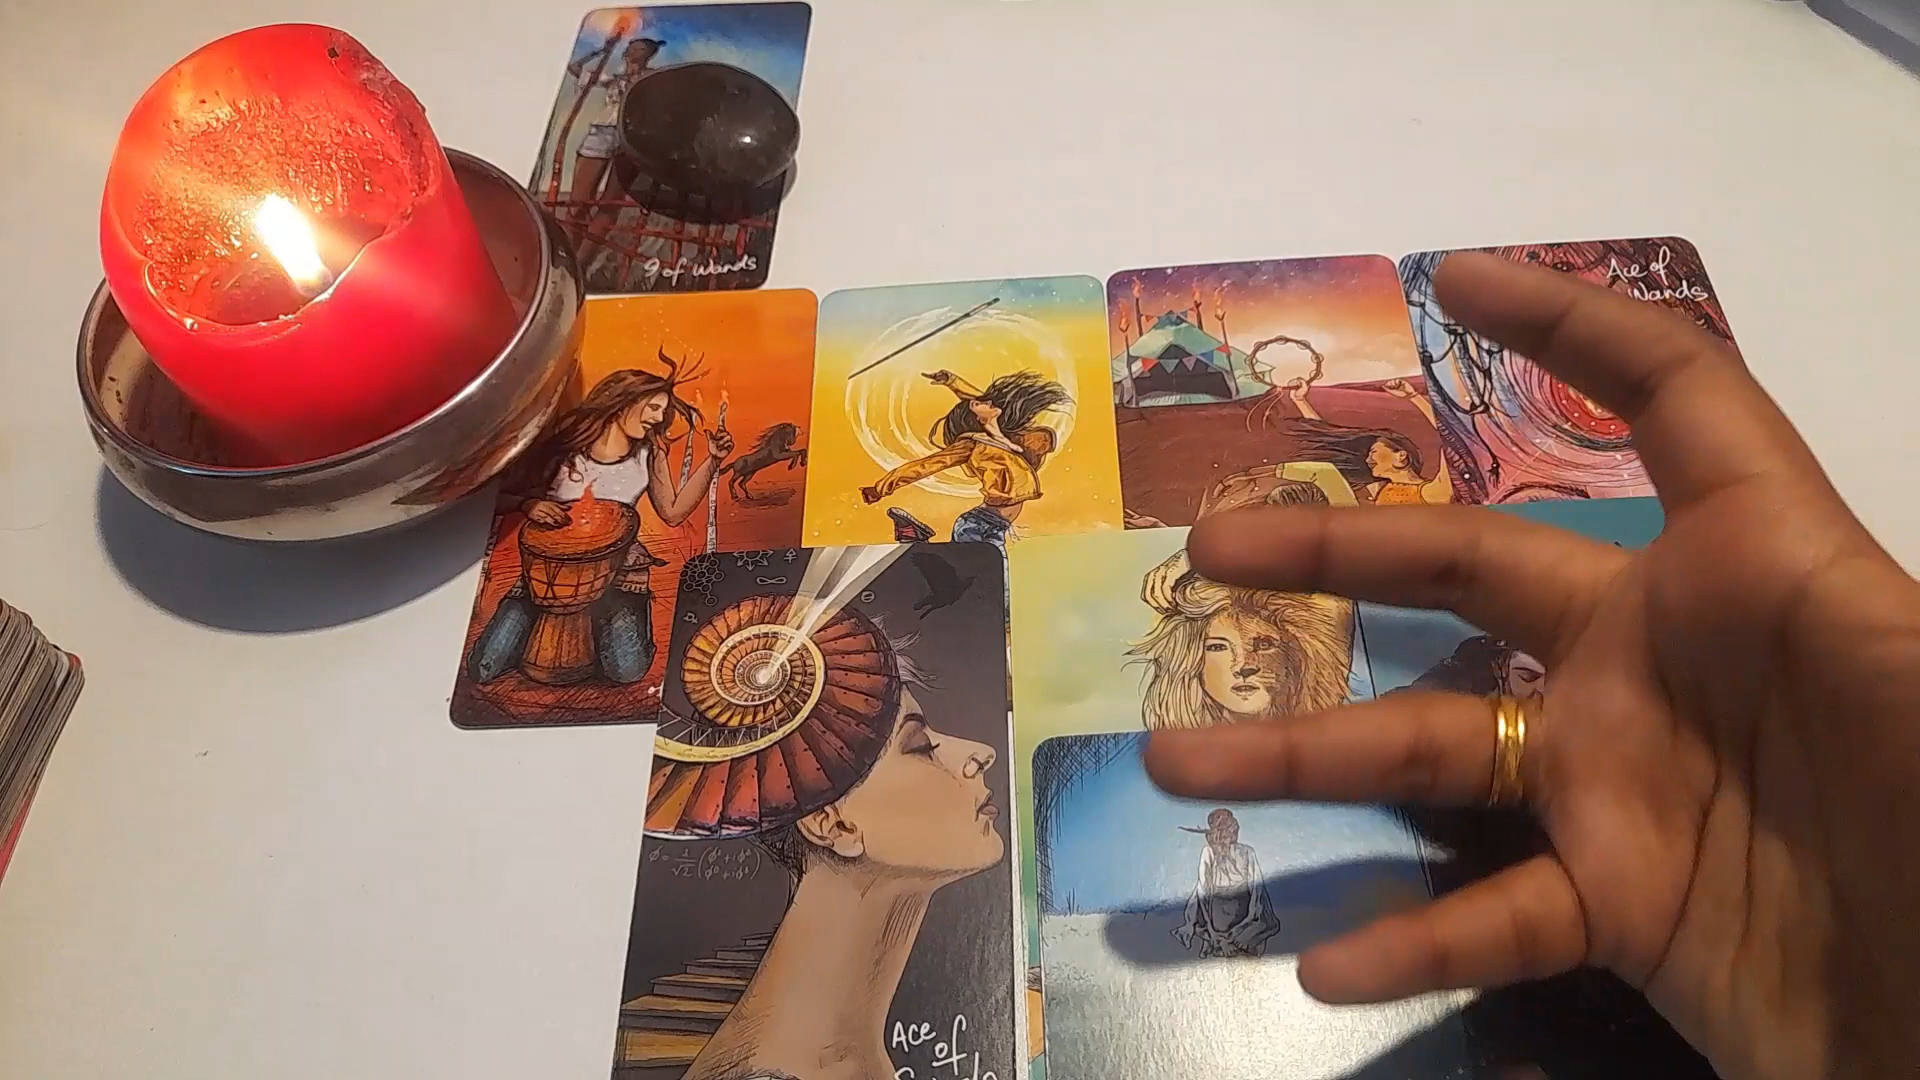 9 of Wands
Ace of
Wands
Ace
of